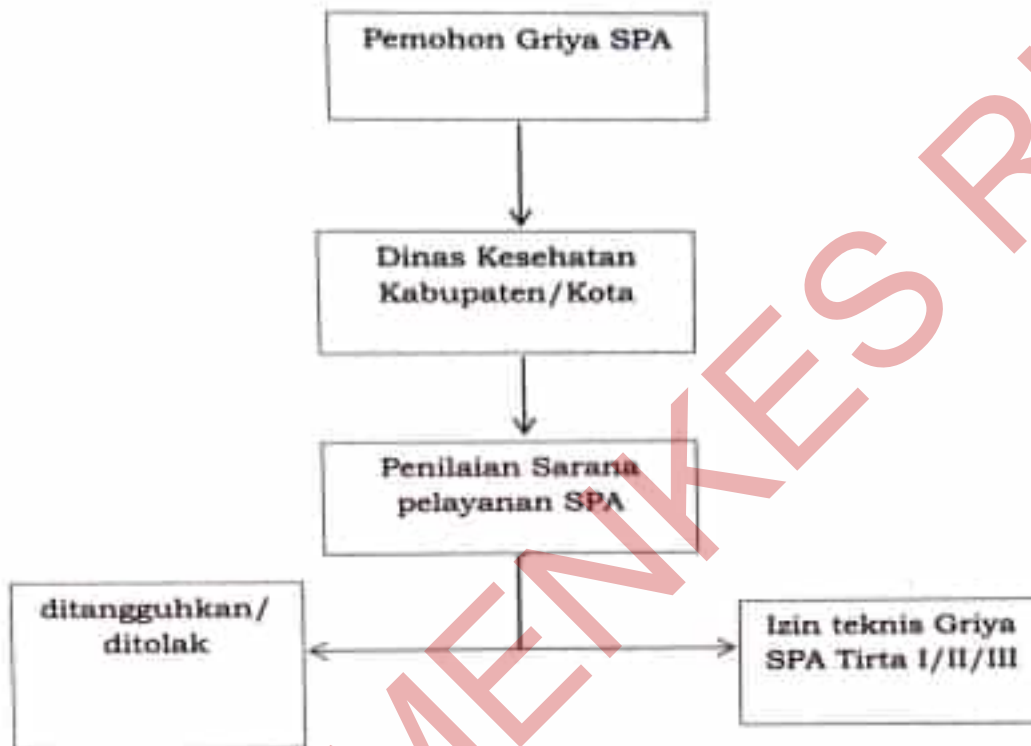 Pemohon Griya SPA
Dinas Kesehatan
Kabupaten/Kota
Penilaian Sarana
pelayanan SPA
ditangguhkan/
ditolak
Izin teknis Griya
SPA Tirta I/II/III
MENKES R